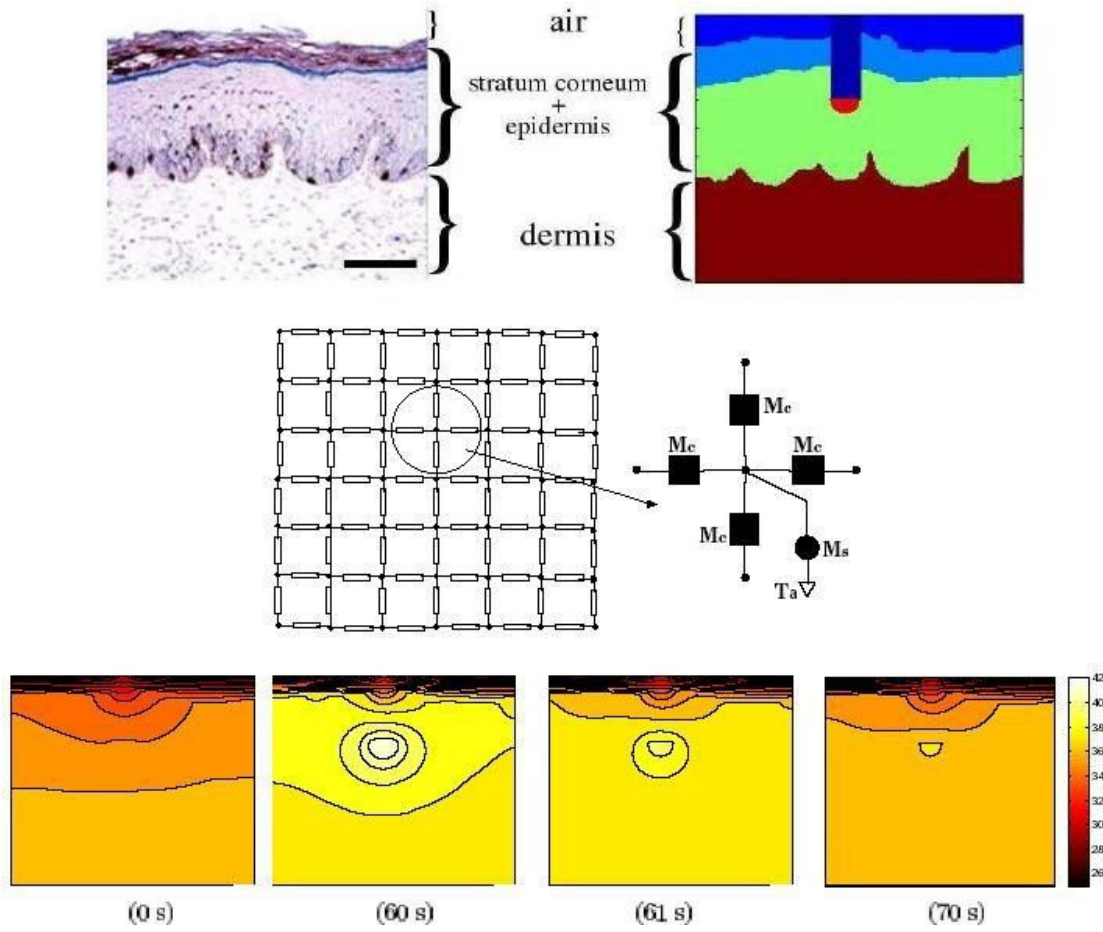 air
stratum corneum
+
epidermis
dermis
Mc
Mc
Mc
Mc
Ms
Ta
42
40
38
36
34
32
30
28
26
(0 s)
(60 s)
(61 s)
(70 s)